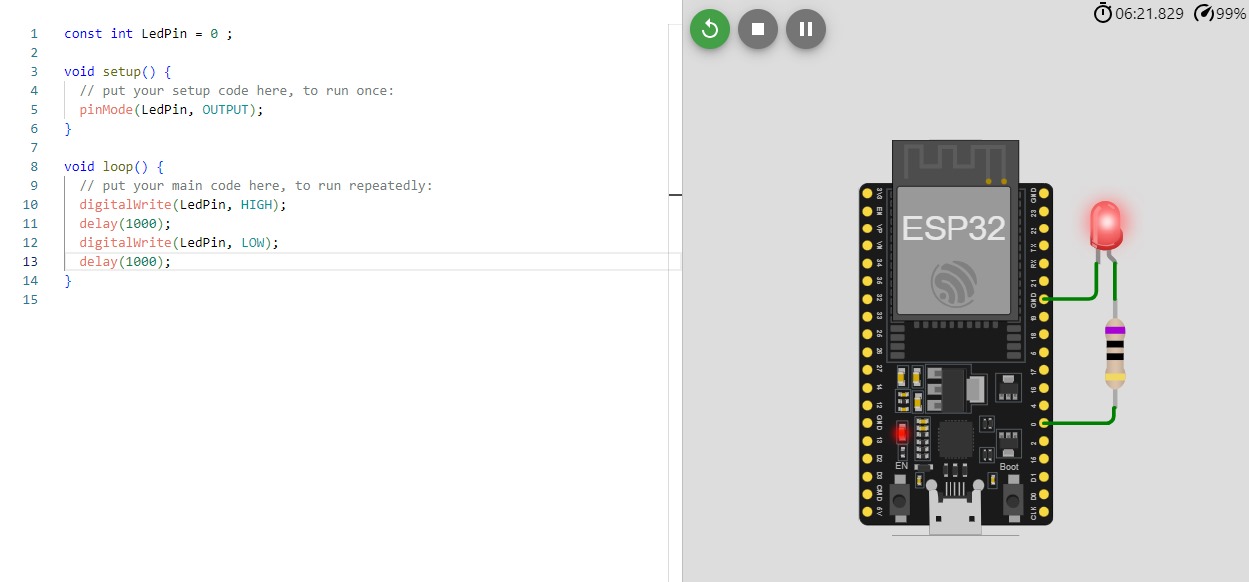 1 const int LedPin = 0 ;
2
3 void setup() {
4 // put your setup code here, to run once:
5 pinMode(LedPin, OUTPUT);
6 }
7
8 void loop() {
9 // put your main code here, to run repeatedly:
10 digitalWrite(LedPin, HIGH);
11 delay(1000);
12 digitalWrite(LedPin, LOW);
13 delay(1000);
14 }
15
06:21.829 99%
ESP32
3V3
EN
VP
VN
34
35
32
33
25
26
27
14
12
GND
13
D2
D3
CMD
5V
GND
23
22
TX
RX
21
GND
19
18
5
17
16
4
0
2
15
D1
D0
CLK
EN
Boot